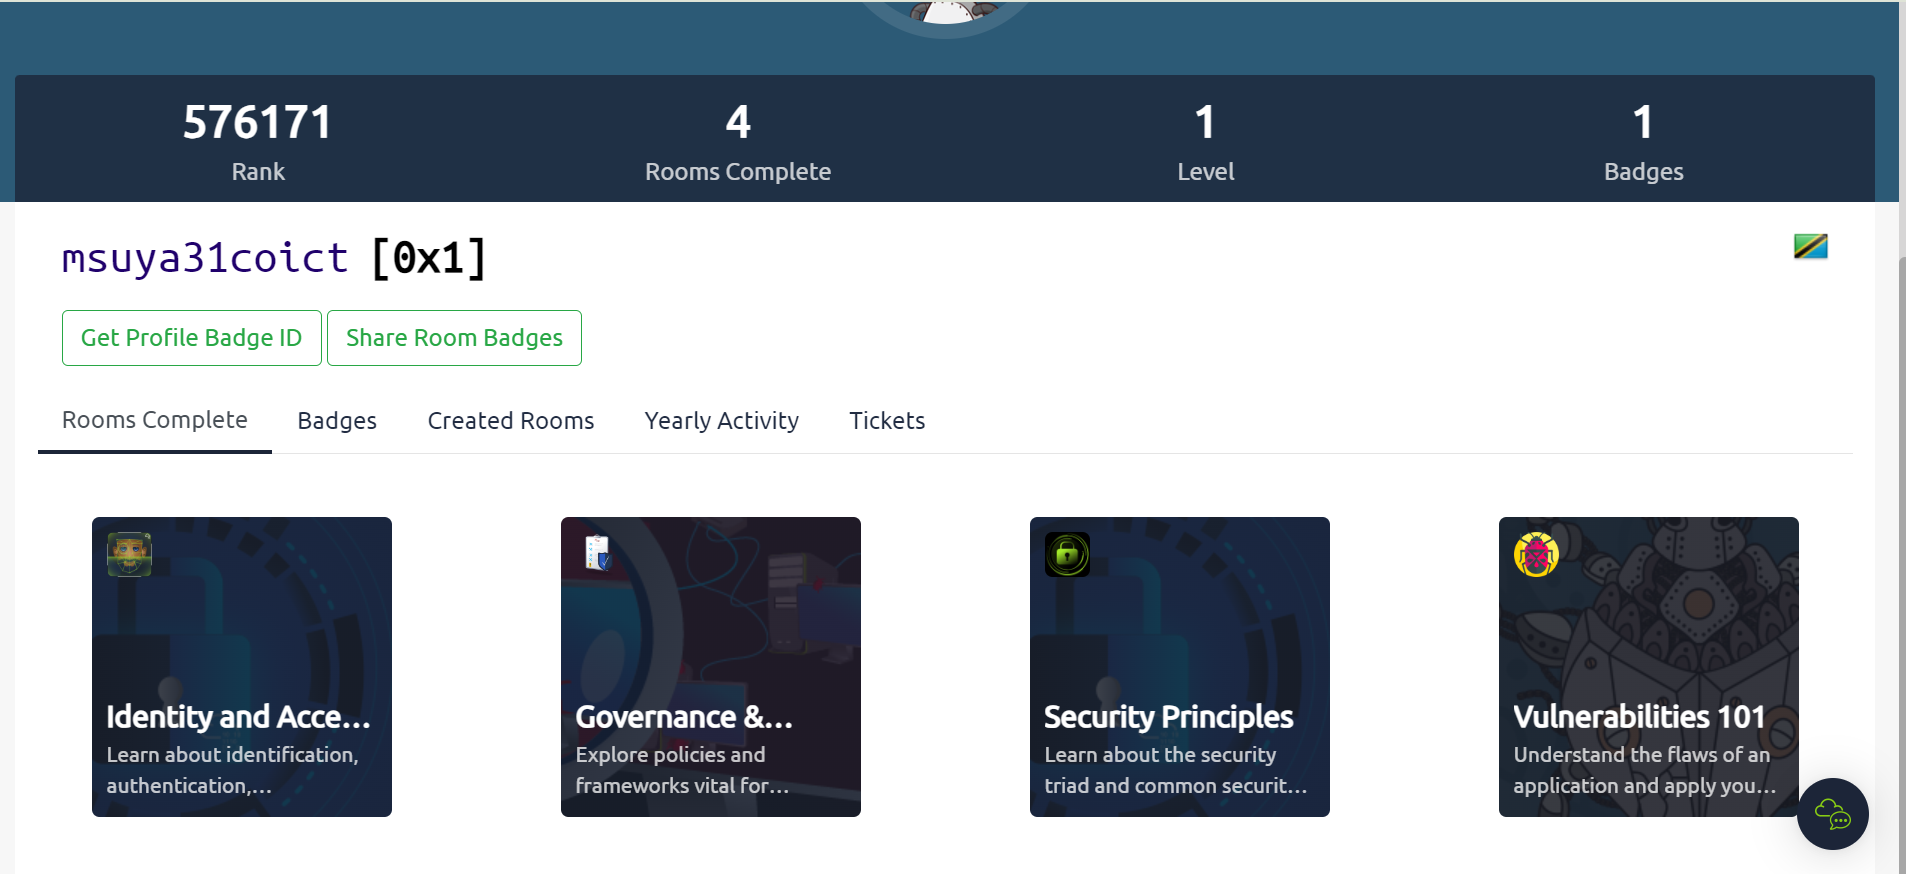 576171
Rank
4
Rooms Complete
1
Level
1
Badges
msuya31coict [0x1]
Get Profile Badge ID
Share Room Badges
Rooms Complete
Badges
Created Rooms
Yearly Activity
Tickets
Identity and Acce...
Learn about identification,
authentication,...
Governance &...
Explore policies and
frameworks vital for...
Security Principles
Learn about the security
triad and common securit...
Vulnerabilities 101
Understand the flaws of an
application and apply you...